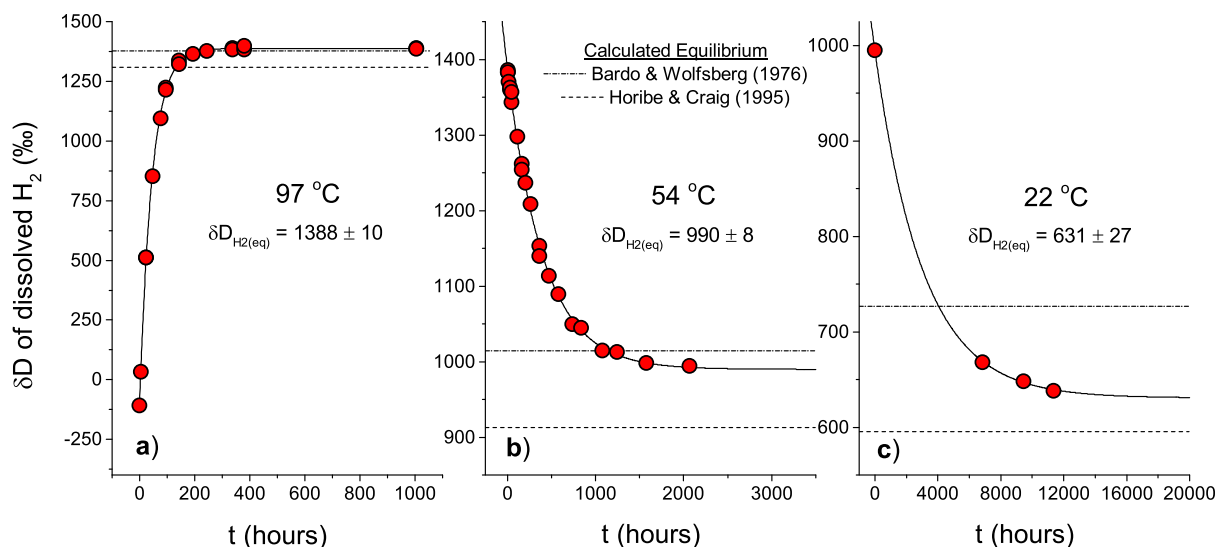 δD of dissolved H2 (‰)
1500
1250
1000
750
500
250
0
-250
97 °C
δDH2(eq) = 1388 ± 10
a)
0
200
400
600
800
1000
t (hours)
1400
1300
1200
1100
1000
900
Calculated Equilibrium
Bardo & Wolfsberg (1976)
Horibe & Craig (1995)
54 °C
δDH2(eq) = 990 ± 8
b)
0
1000
2000
3000
t (hours)
1000
900
800
700
600
22 °C
δDH2(eq) = 631 ± 27
c)
0
4000
8000
12000
16000
20000
t (hours)